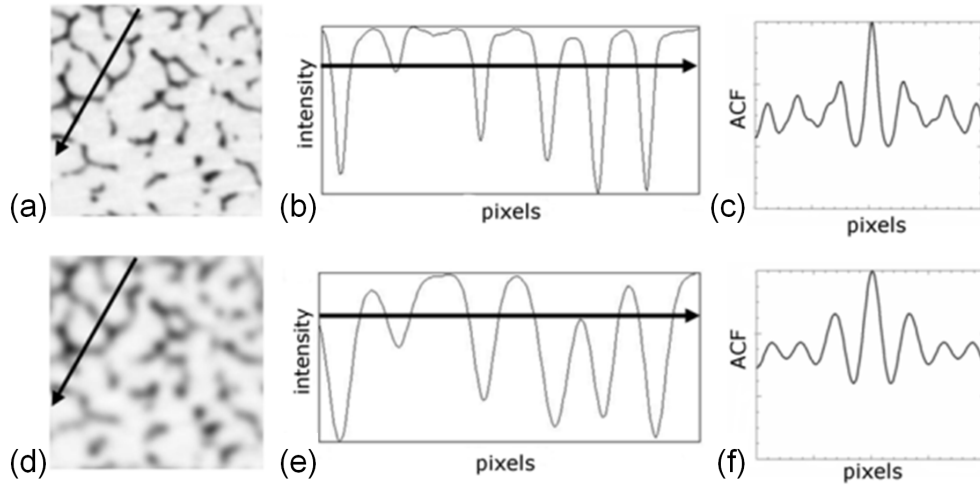 (a)
(b)
intensity
pixels
(c)
ACF
pixels
(d)
(e)
intensity
pixels
(f)
ACF
pixels